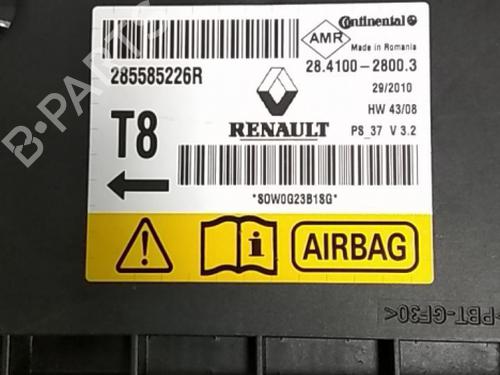 Continental
AMR
Made in Romania
285585226R
28.4100-2800.3
29/2010
HW 43/08
T8
RENAULT
PS_37 V 3.2
*SOW0G23B1SG*
i
AIRBAG
>PBT-GF30<
B-PARTS